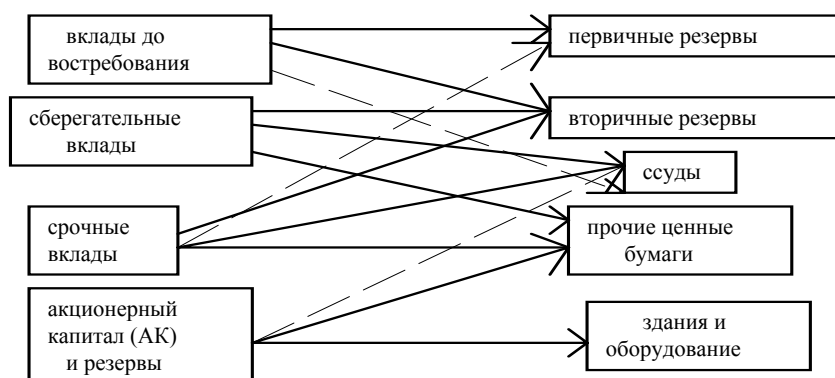 вклады до
востребования
сберегательные
вклады
срочные
вклады
акционерный
капитал (АК)
и резервы
первичные резервы
вторичные резервы
ссуды
прочие ценные
бумаги
здания и
оборудование